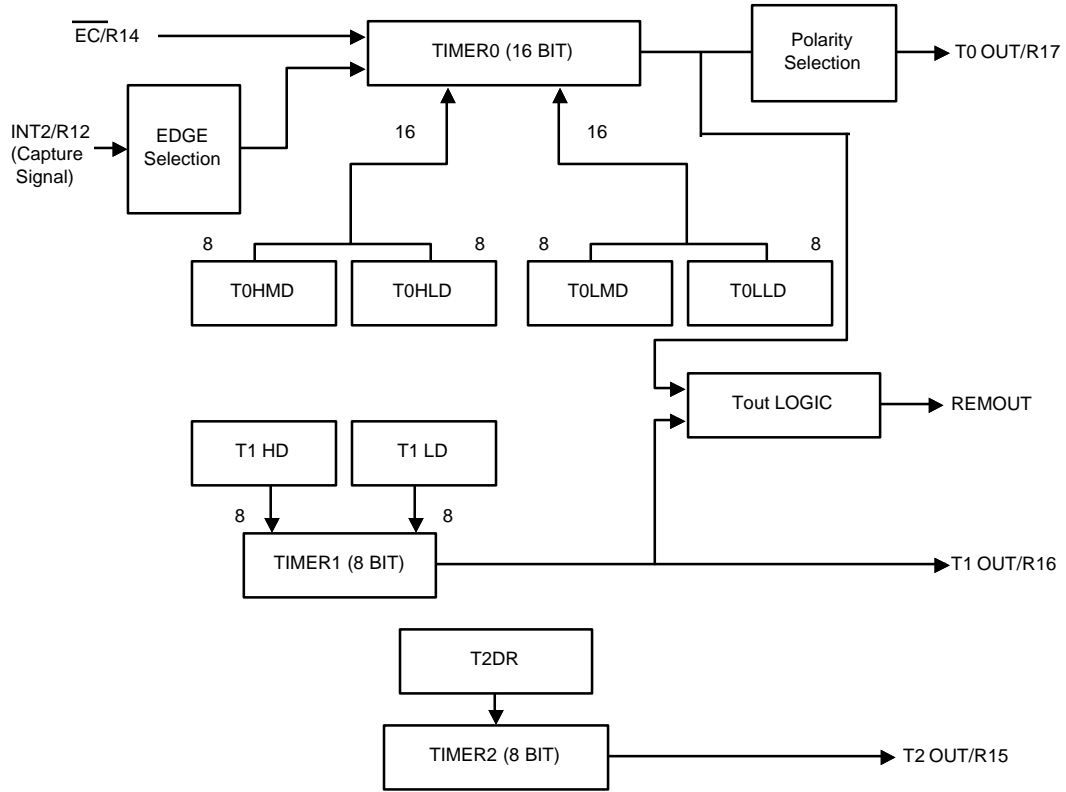 EC/R14
TIMER0 (16 BIT)
Polarity
Selection
T0 OUT/R17
INT2/R12
(Capture
Signal)
EDGE
Selection
16
16
8
8
8
8
T0HMD
T0HLD
T0LMD
T0LLD
Tout LOGIC
REMOUT
T1 HD
T1 LD
8
8
TIMER1 (8 BIT)
T1 OUT/R16
T2DR
TIMER2 (8 BIT)
T2 OUT/R15